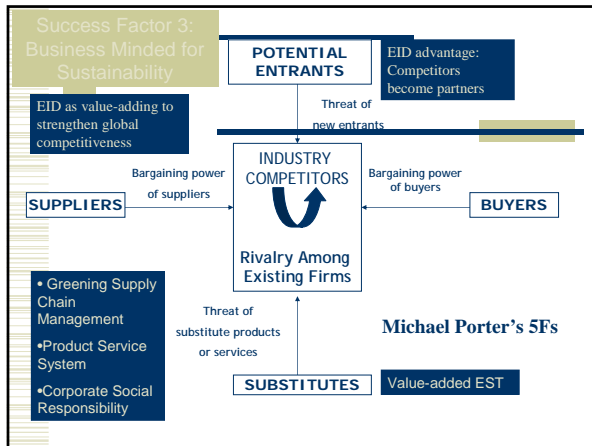 Success Factor 3:
Business Minded for
Sustainability
POTENTIAL
ENTRANTS
EID advantage:
Competitors
become partners
EID as value-adding to
strengthen global
competitiveness
Threat of
new entrants
INDUSTRY
COMPETITORS
Bargaining power
of suppliers
Bargaining power
of buyers
SUPPLIERS
BUYERS
Rivalry Among
Existing Firms
• Greening Supply
Chain
Management
•Product Service
System
•Corporate Social
Responsibility
Threat of
substitute products
or services
Michael Porter's 5Fs
SUBSTITUTES
Value-added EST